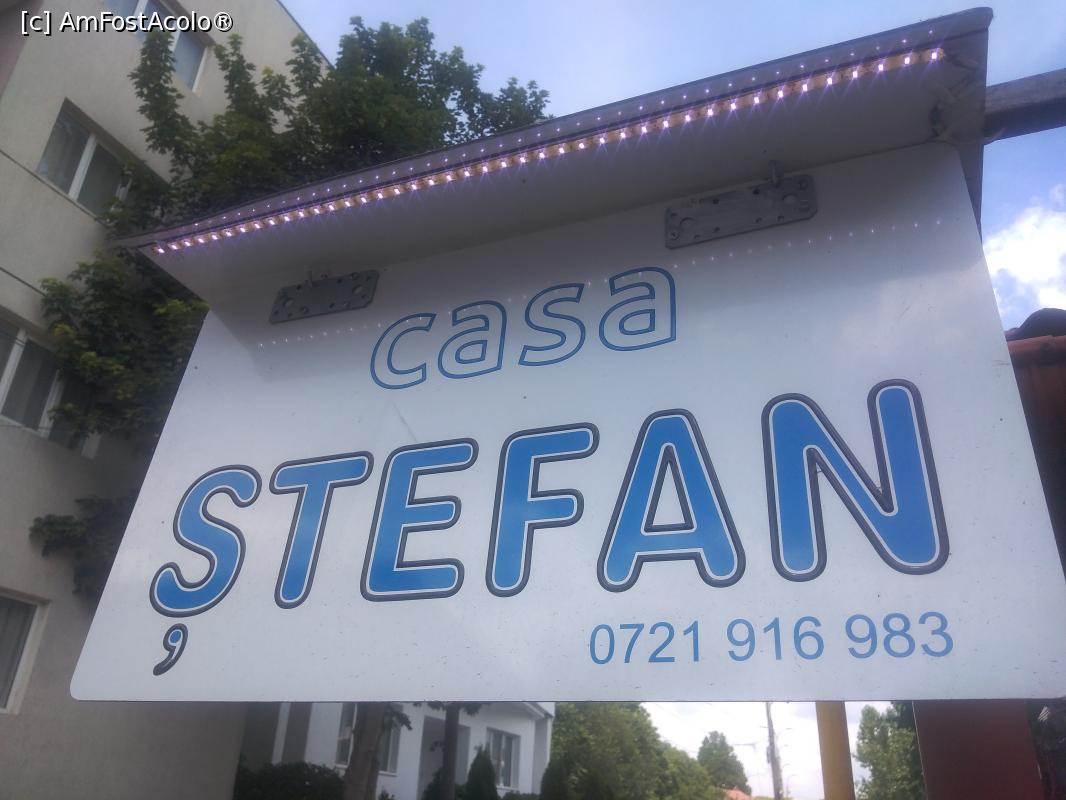 [c] AmFostAcolo®
casa
ȘTEFAN
0721 916 983